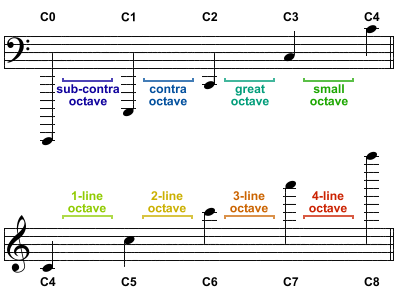 C0 C1 C2 C3 C4
sub-contra contra great small
octave octave octave octave
1-line 2-line 3-line 4-line
octave octave octave octave
C4 C5 C6 C7 C8